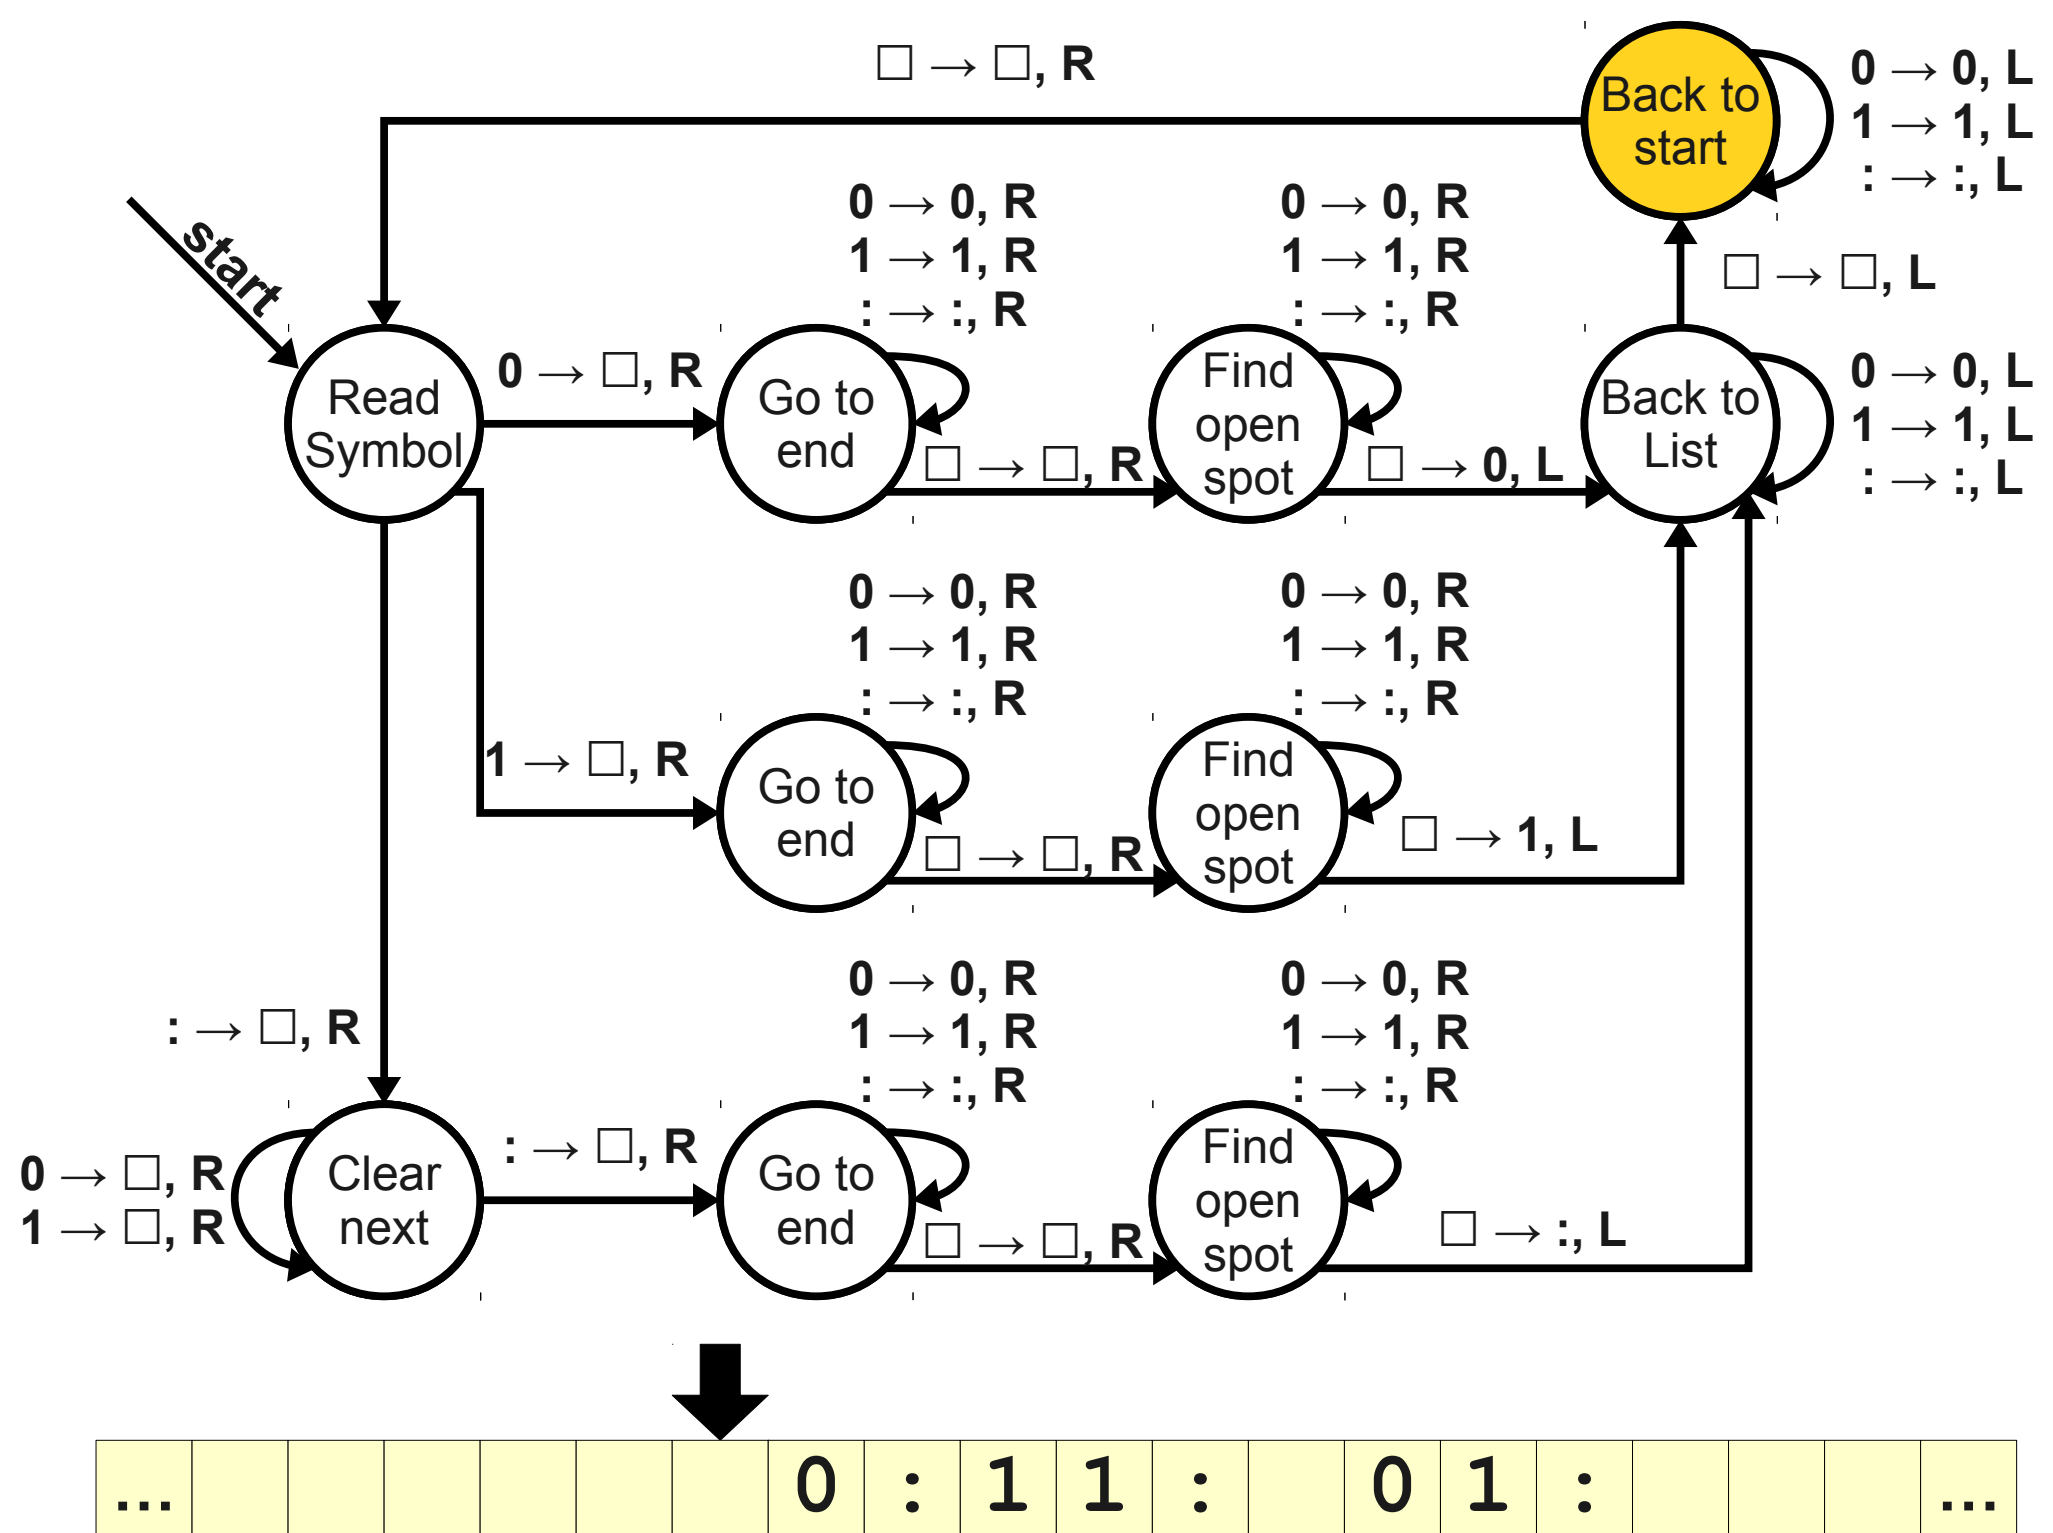 □ → □, R
Back to
start
0 → 0, L
1 → 1, L
: → :, L
start
0 → 0, R
1 → 1, R
: → :, R
0 → 0, R
1 → 1, R
: → :, R
□ → □, L
Read
Symbol
0 → □, R
Go to
end
□ → □, R
Find
open
spot
□ → 0, L
Back to
List
0 → 0, L
1 → 1, L
: → :, L
0 → 0, R
1 → 1, R
: → :, R
0 → 0, R
1 → 1, R
: → :, R
1 → □, R
Go to
end
□ → □, R
Find
open
spot
□ → 1, L
0 → 0, R
1 → 1, R
: → :, R
0 → 0, R
1 → 1, R
: → :, R
: → □, R
0 → □, R
1 → □, R
Clear
next
: → □, R
Go to
end
□ → □, R
Find
open
spot
□ → :, L
... 0 : 1 1 : 0 1 : ...